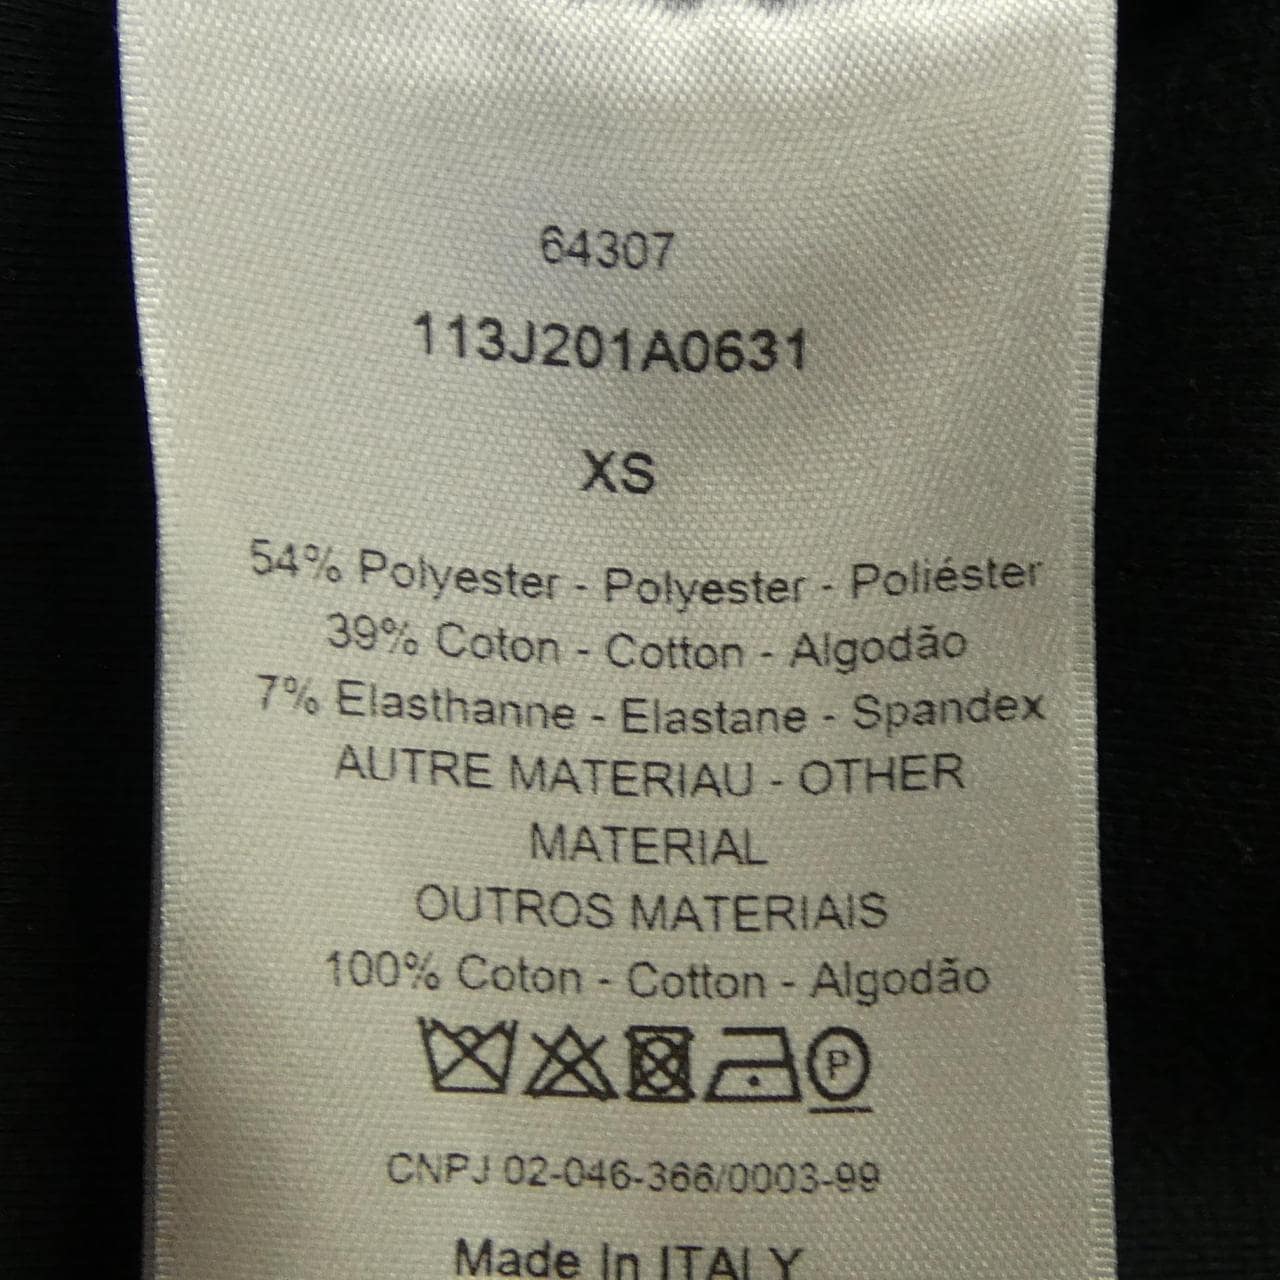 64307
113J201A0631
XS
54% Polyester - Polyester - Poliéster
39% Coton - Cotton - Algodão
7% Elasthanne - Elastane - Spandex
AUTRE MATERIAU - OTHER
MATERIAL
OUTROS MATERIAIS
100% Coton - Cotton - Algodão
P
CNPJ 02-046-366/0003-99
Made In ITALY